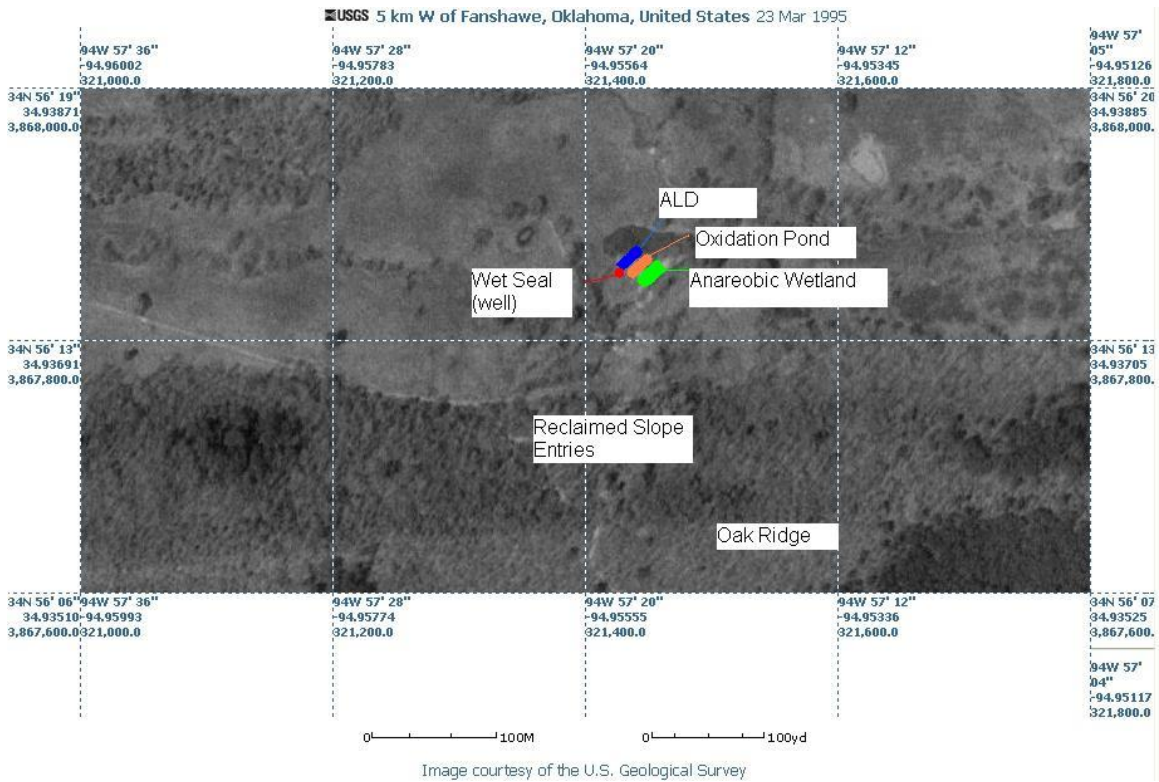 USGS 5 km W of Fanshawe, Oklahoma, United States 23 Mar 1995
94W 57' 36"
-94.96002
321,000.0
94W 57' 28"
-94.95783
321,200.0
94W 57' 20"
-94.95564
321,400.0
94W 57' 12"
-94.95345
321,600.0
94W 57'
05"
-94.95126
321,800.0
34N 56' 19"
34.93871
3,868,000.0
34N 56' 20
34.93885
3,868,000.
ALD
Oxidation Pond
Wet Seal
(well)
Anareobic Wetland
34N 56' 13"
34.93691
3,867,800.0
34N 56' 13
34.93705
3,867,800.
Reclaimed Slope
Entries
Oak Ridge
34N 56' 06"
34.93510
3,867,600.0
94W 57' 36"
-94.95993
321,000.0
94W 57' 28"
-94.95774
321,200.0
94W 57' 20"
-94.95555
321,400.0
94W 57' 12"
-94.95336
321,600.0
34N 56' 07
34.93525
3,867,600.
94W 57'
04"
-94.95117
321,800.0
0 100M
0 100yd
Image courtesy of the U.S. Geological Survey